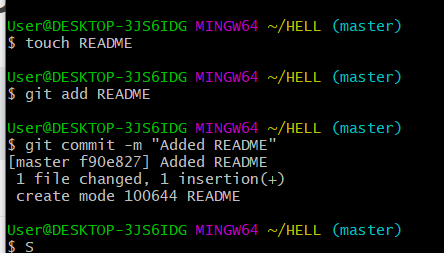 User@DESKTOP-3JS6IDG MINGW64 ~/HELL (master)
$ touch README
User@DESKTOP-3JS6IDG MINGW64 ~/HELL (master)
$ git add README
User@DESKTOP-3JS6IDG MINGW64 ~/HELL (master)
$ git commit -m "Added README"
[master f90e827] Added README
 1 file changed, 1 insertion(+)
 create mode 100644 README
User@DESKTOP-3JS6IDG MINGW64 ~/HELL (master)
$ S